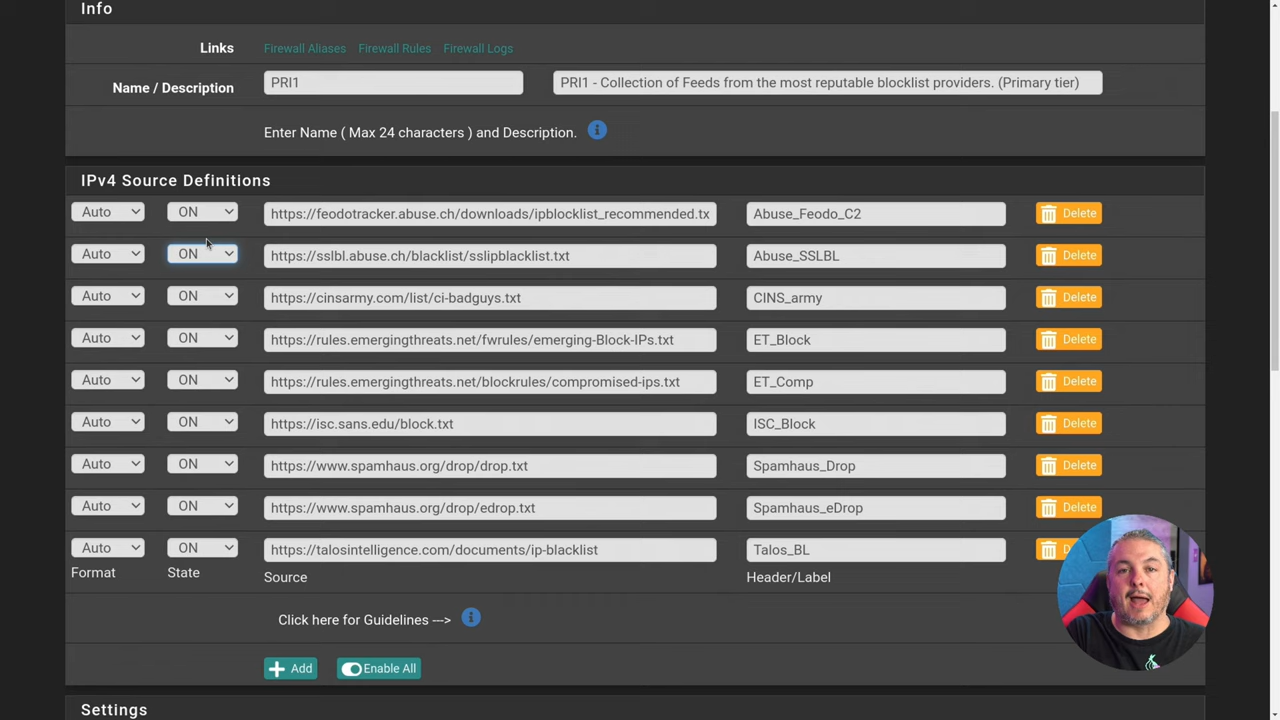 Info
Links Firewall Aliases Firewall Rules Firewall Logs
Name / Description PRI1 PRI1 - Collection of Feeds from the most reputable blocklist providers. (Primary tier)
Enter Name ( Max 24 characters ) and Description.
IPv4 Source Definitions
Auto ON https://feodotracker.abuse.ch/downloads/ipblocklist_recommended.tx Abuse_Feodo_C2 Delete
Auto ON https://sslbl.abuse.ch/blacklist/sslipblacklist.txt Abuse_SSLBL Delete
Auto ON https://cinsarmy.com/list/ci-badguys.txt CINS_army Delete
Auto ON https://rules.emergingthreats.net/fwrules/emerging-Block-IPs.txt ET_Block Delete
Auto ON https://rules.emergingthreats.net/blockrules/compromised-ips.txt ET_Comp Delete
Auto ON https://isc.sans.edu/block.txt ISC_Block Delete
Auto ON https://www.spamhaus.org/drop/drop.txt Spamhaus_Drop Delete
Auto ON https://www.spamhaus.org/drop/edrop.txt Spamhaus_eDrop Delete
Auto ON https://talosintelligence.com/documents/ip-blacklist Talos_BL
Format State Source Header/Label
Click here for Guidelines --->
Add Enable All
Settings